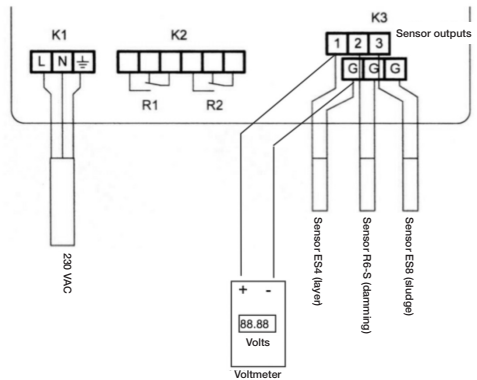 K3
K1
K2
Sensor outputs
1 2 3
L N
G G G
R1
R2
230 VAC
Sensor ES4 (layer)
Sensor R6-S (damming)
Sensor ES8 (sludge)
+ -
88.88
Volts
Voltmeter